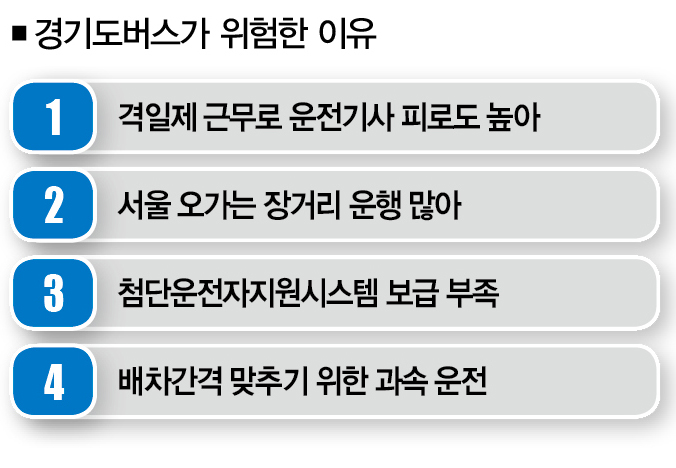 ■ 경기도버스가 위험한 이유
1 격일제 근무로 운전기사 피로도 높아
2 서울 오가는 장거리 운행 많아
3 첨단운전자지원시스템 보급 부족
4 배차간격 맞추기 위한 과속 운전